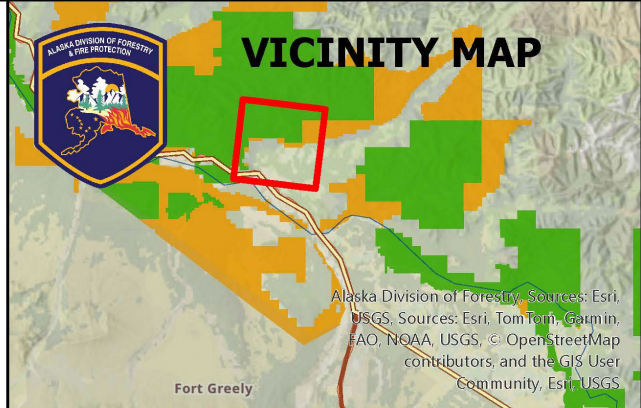 VICINITY MAP
ALASKA DIVISION OF FORESTRY
& FIRE PROTECTION
Alaska Division of Forestry, Sources: Esri,
USGS, Sources: Esri, TomTom, Garmin,
FAO, NOAA, USGS, © OpenStreetMap
contributors, and the GIS User
Community, Esri, USGS
Fort Greely